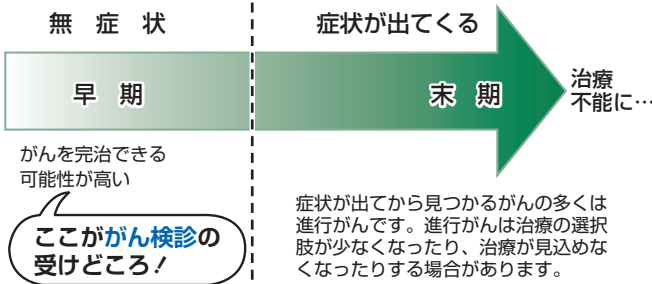 無症状
症状が出てくる
早期
末期
治療
不能に…
がんを完治できる
可能性が高い
ここががん検診の
受けどころ！
症状が出てから見つかるがんの多くは
進行がんです。進行がんは治療の選択
肢が少なくなったり、治療が見込めな
くなったりする場合があります。